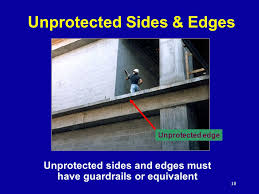 Unprotected Sides & Edges
Unprotected edge
Unprotected sides and edges must
have guardrails or equivalent
18